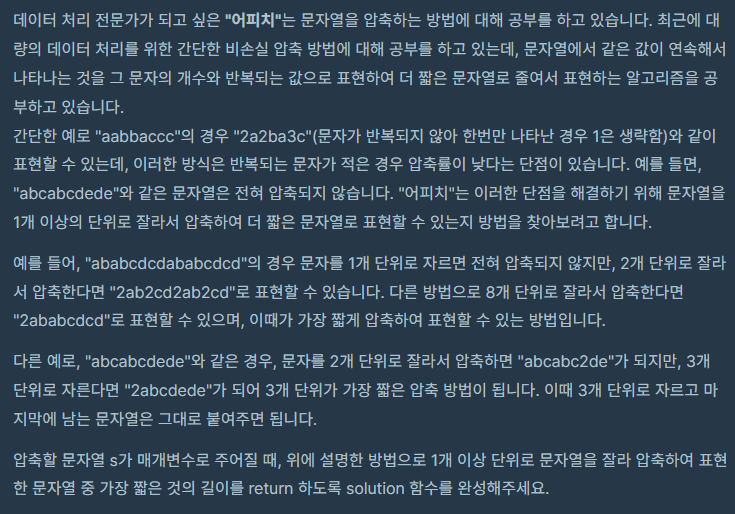 데이터 처리 전문가가 되고 싶은 "어피치"는 문자열을 압축하는 방법에 대해 공부를 하고 있습니다. 최근에 대
량의 데이터 처리를 위한 간단한 비손실 압축 방법에 대해 공부를 하고 있는데, 문자열에서 같은 값이 연속해서
나타나는 것을 그 문자의 개수와 반복되는 값으로 표현하여 더 짧은 문자열로 줄여서 표현하는 알고리즘을 공
부하고 있습니다.
간단한 예로 "aabbaccc"의 경우 "2a2ba3c"(문자가 반복되지 않아 한번만 나타난 경우 1은 생략함)와 같이
표현할 수 있는데, 이러한 방식은 반복되는 문자가 적은 경우 압축률이 낮다는 단점이 있습니다. 예를 들면,
"abcabcdede"와 같은 문자열은 전혀 압축되지 않습니다. "어피치"는 이러한 단점을 해결하기 위해 문자열을
1개 이상의 단위로 잘라서 압축하여 더 짧은 문자열로 표현할 수 있는지 방법을 찾아보려고 합니다.
예를 들어, "ababcdcdababcdcd"의 경우 문자를 1개 단위로 자르면 전혀 압축되지 않지만, 2개 단위로 잘라
서 압축한다면 "2ab2cd2ab2cd"로 표현할 수 있습니다. 다른 방법으로 8개 단위로 잘라서 압축한다면
"2ababcdcd"로 표현할 수 있으며, 이때가 가장 짧게 압축하여 표현할 수 있는 방법입니다.
다른 예로, "abcabcdede"와 같은 경우, 문자를 2개 단위로 잘라서 압축하면 "abcabc2de"가 되지만, 3개
단위로 자른다면 "2abcdede"가 되어 3개 단위가 가장 짧은 압축 방법이 됩니다. 이때 3개 단위로 자르고 마
지막에 남는 문자열은 그대로 붙여주면 됩니다.
압축할 문자열 s가 매개변수로 주어질 때, 위에 설명한 방법으로 1개 이상 단위로 문자열을 잘라 압축하여 표현
한 문자열 중 가장 짧은 것의 길이를 return 하도록 solution 함수를 완성해주세요.